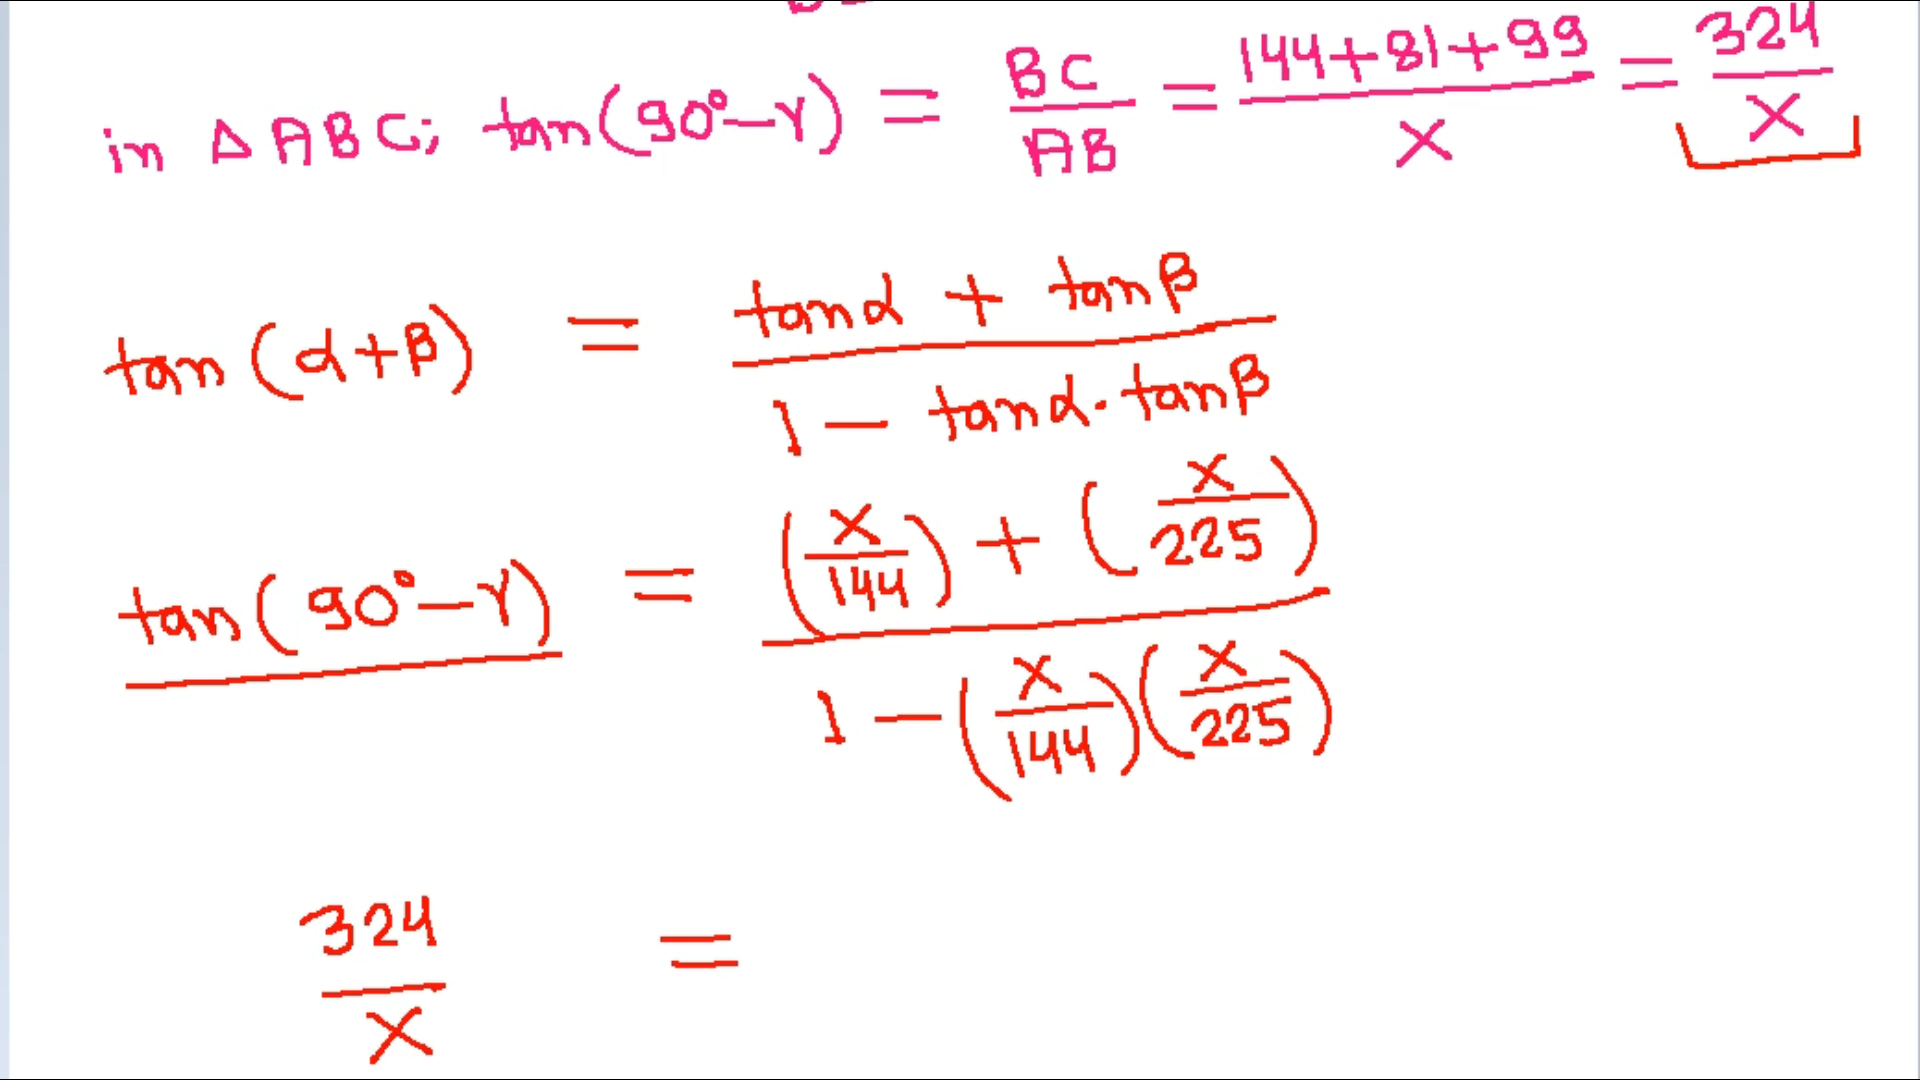 in Δ ABC; tan(90°-γ) = BC/AB = (144+81+99)/x = 324/x
tan(α+β) = (tanα + tanβ)/(1 - tanα·tanβ)
tan(90°-γ) = ((x/144) + (x/225))/(1 - (x/144)(x/225))
324/x =